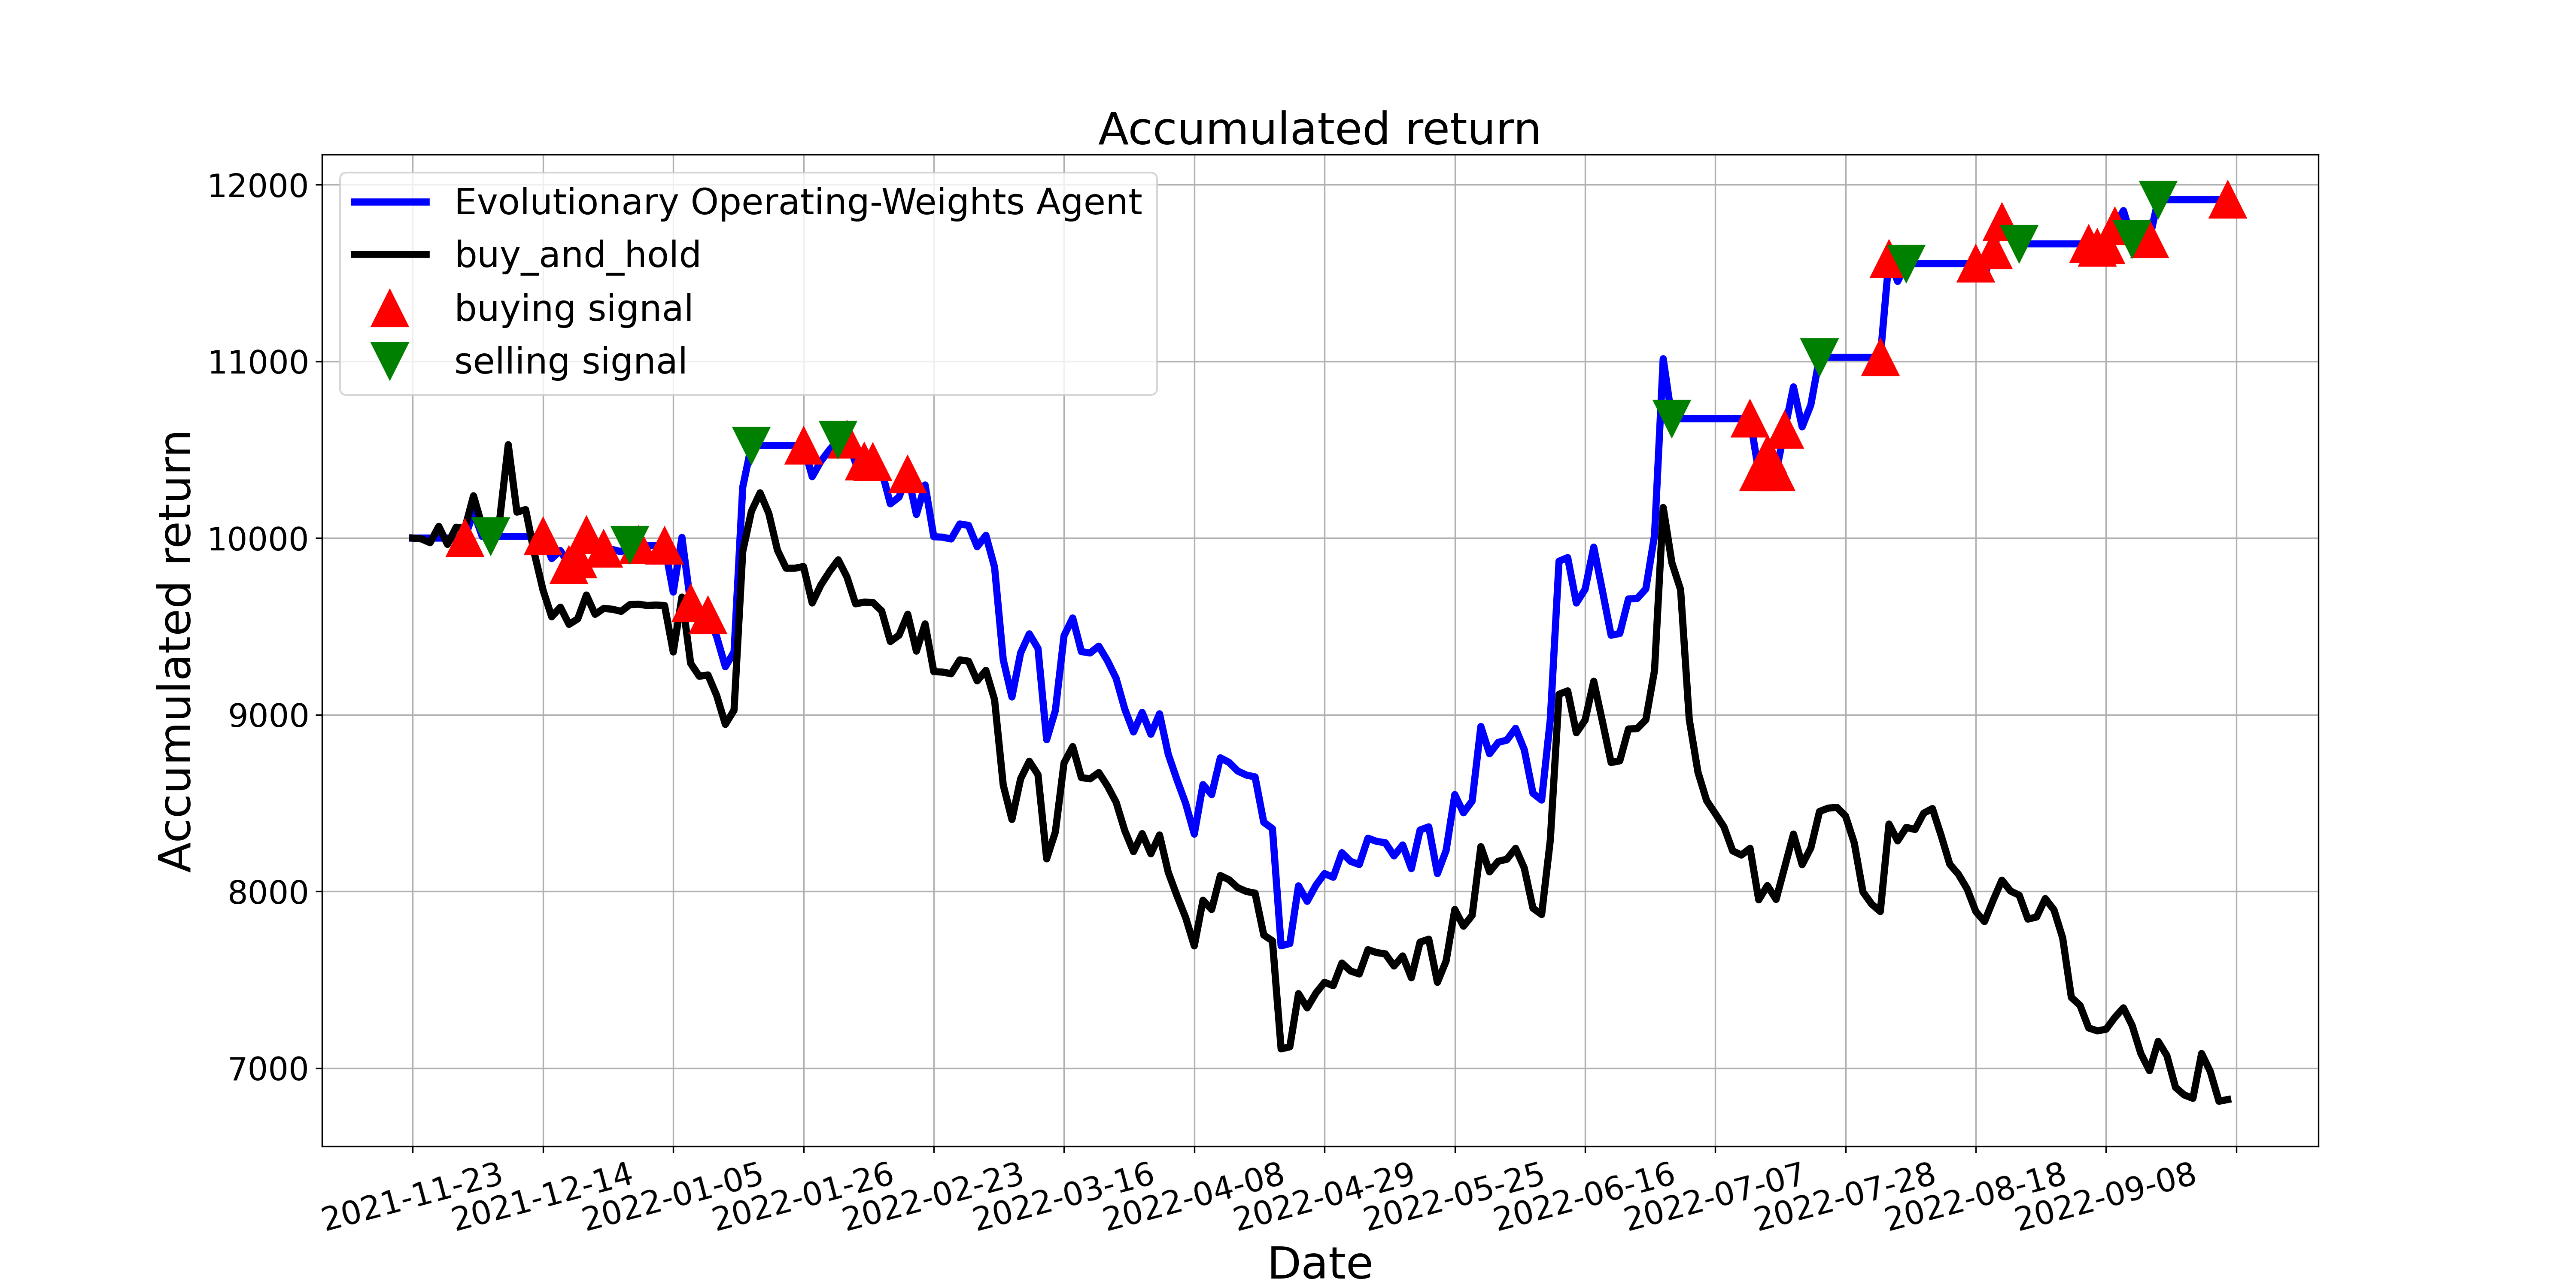 Accumulated return
Evolutionary Operating-Weights Agent
buy_and_hold
buying signal
selling signal
Accumulated return
12000
11000
10000
9000
8000
7000
2021-11-23
2021-12-14
2022-01-05
2022-01-26
2022-02-23
2022-03-16
2022-04-08
2022-04-29
2022-05-25
2022-06-16
2022-07-07
2022-07-28
2022-08-18
2022-09-08
Date